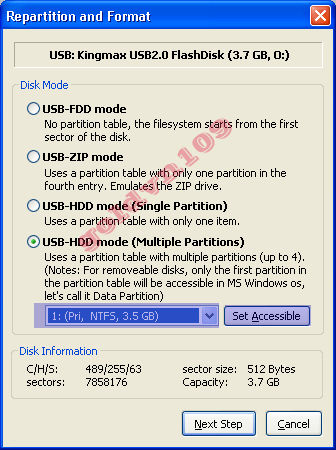 Repartition and Format
USB: Kingmax USB2.0 FlashDisk (3.7 GB, O:)
Disk Mode
USB-FDD mode
No partition table, the filesystem starts from the first
sector of the disk.
USB-ZIP mode
Uses a partition table with only one partition in the
fourth entry. Emulates the ZIP drive.
USB-HDD mode (Single Partition)
Uses a partition table with only one item.
USB-HDD mode (Multiple Partitions)
Uses a partition table with multiple partitions (up to 4).
(Notes: For removeable disks, only the first partition in
the partition table will be accessible in MS Windows os,
let's call it Data Partition)
1: (Pri, NTFS, 3.5 GB)
Set Accessible
Disk Information
C/H/S: 489/255/63 sector size: 512 Bytes
sectors: 7858176 Capacity: 3.7 GB
Next Step
Cancel